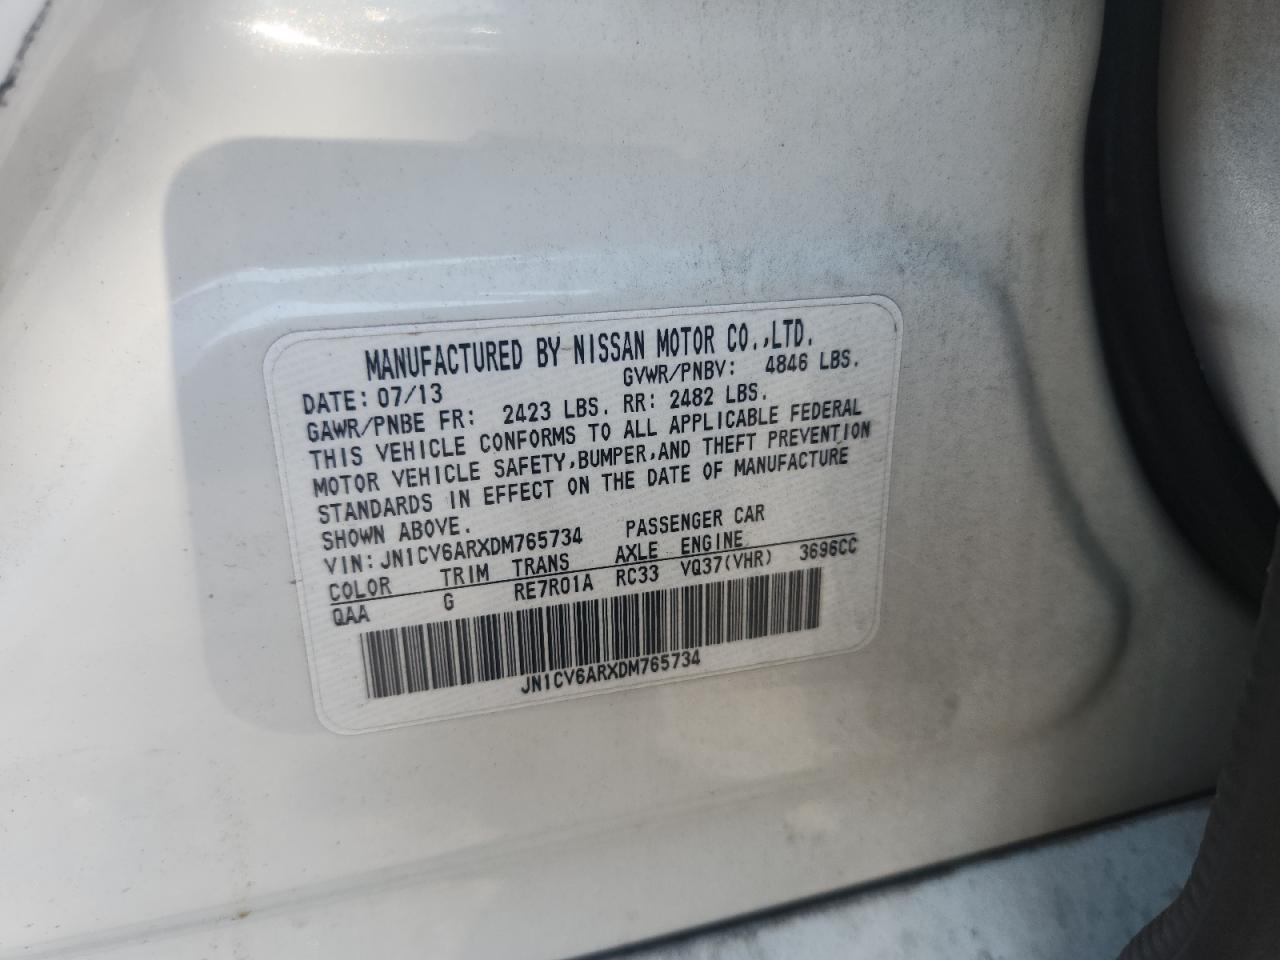 MANUFACTURED BY NISSAN MOTOR CO.,LTD.
DATE: 07/13 GVWR/PNBV: 4846 LBS.
GAWR/PNBE FR: 2423 LBS. RR: 2482 LBS.
THIS VEHICLE CONFORMS TO ALL APPLICABLE FEDERAL
MOTOR VEHICLE SAFETY,BUMPER,AND THEFT PREVENTION
STANDARDS IN EFFECT ON THE DATE OF MANUFACTURE
SHOWN ABOVE.
VIN: JN1CV6ARXDM765734 PASSENGER CAR
COLOR TRIM TRANS AXLE ENGINE
QAA G RE7R01A RC33 VQ37(VHR) 3696CC
JN1CV6ARXDM765734